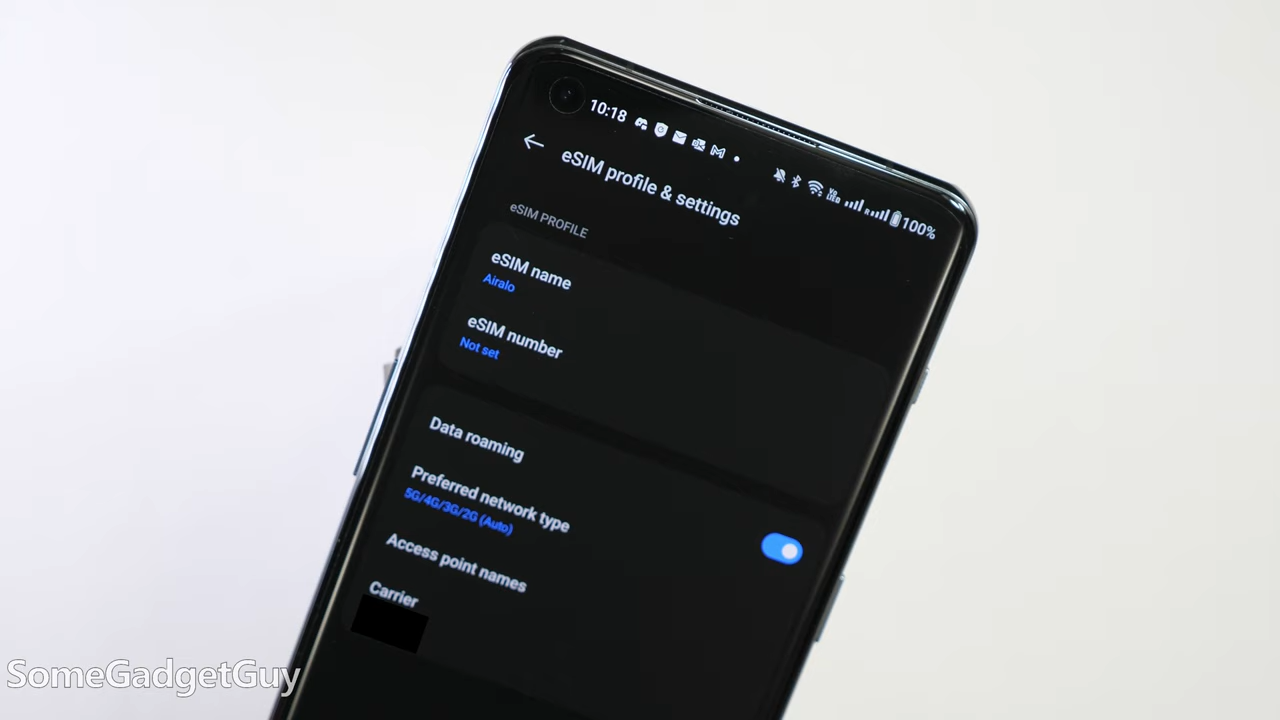 10:18
100%
eSIM profile & settings
eSIM PROFILE
eSIM name
Airalo
eSIM number
Not set
Data roaming
Preferred network type
5G/4G/3G/2G (Auto)
Access point names
Carrier
SomeGadgetGuy